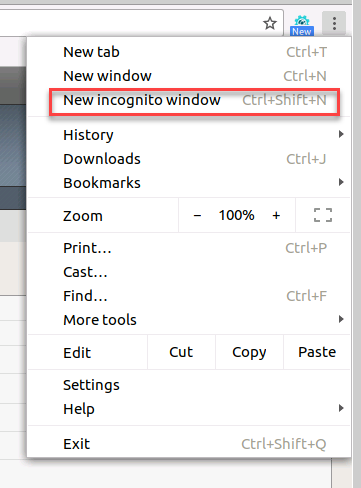 New
New tab Ctrl+T
New window Ctrl+N
New incognito window Ctrl+Shift+N
History
Downloads Ctrl+J
Bookmarks
Zoom − 100% +
Print... Ctrl+P
Cast...
Find... Ctrl+F
More tools
Edit Cut Copy Paste
Settings
Help
Exit Ctrl+Shift+Q